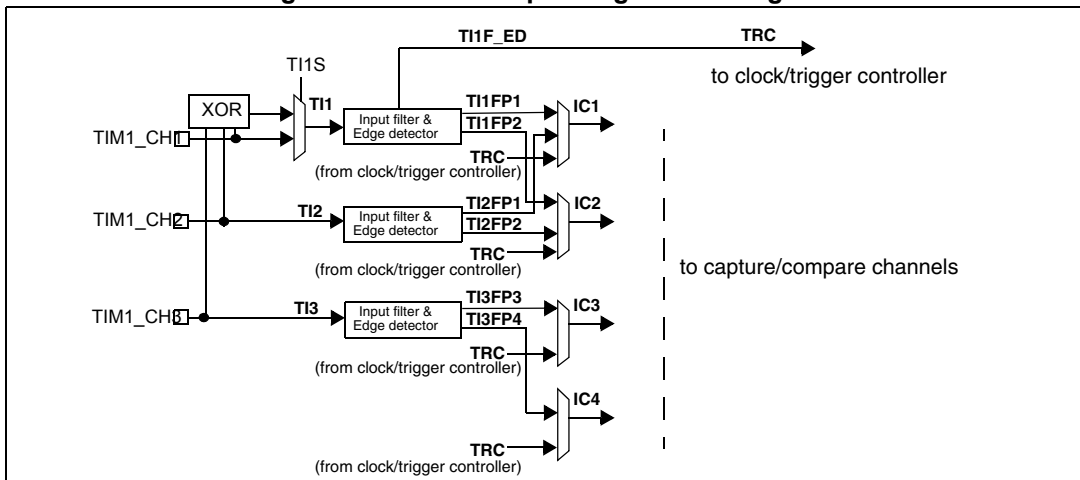 TI1F_ED
TRC
to clock/trigger controller
TI1S
XOR
TI1
Input filter &
Edge detector
TI1FP1
TI1FP2
IC1
TIM1_CH1
TRC
(from clock/trigger controller)
TIM1_CH2
TI2
Input filter &
Edge detector
TI2FP1
TI2FP2
IC2
TRC
(from clock/trigger controller)
to capture/compare channels
TIM1_CH3
TI3
Input filter &
Edge detector
TI3FP3
TI3FP4
IC3
TRC
(from clock/trigger controller)
IC4
TRC
(from clock/trigger controller)